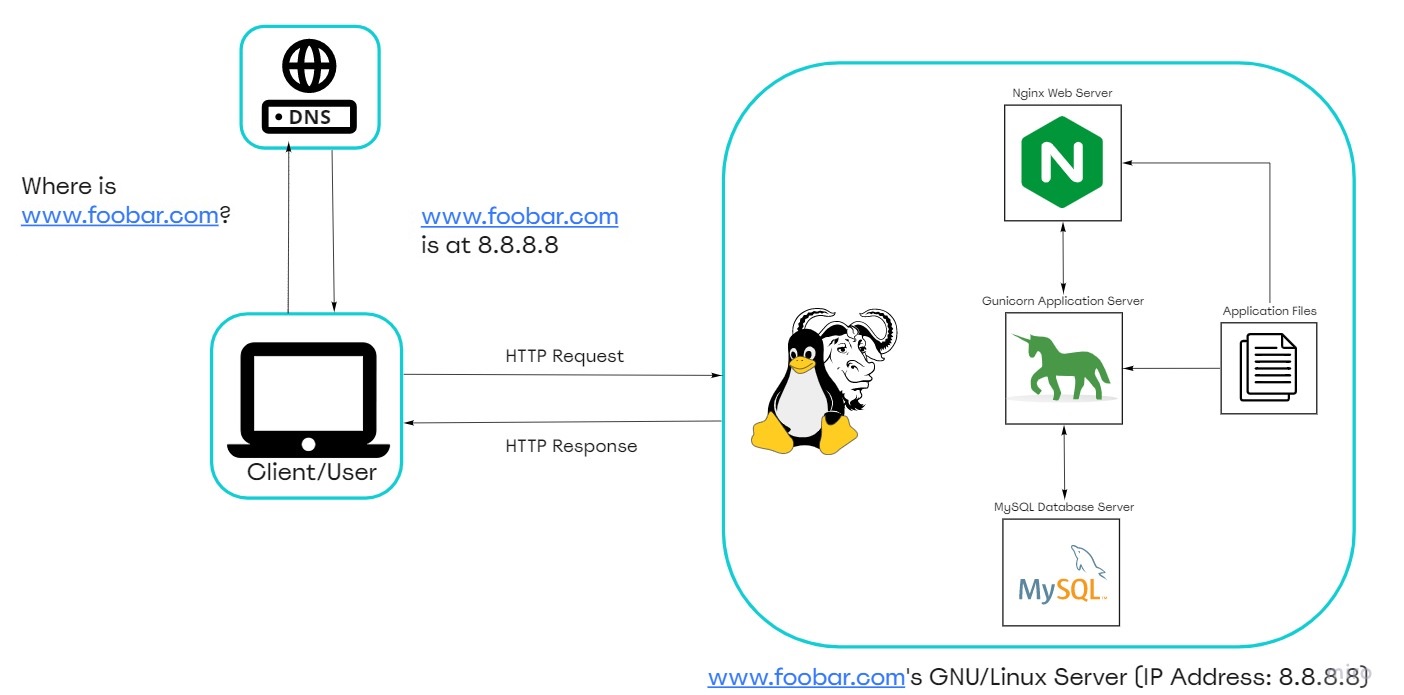 DNS
Where is
www.foobar.com?
www.foobar.com
is at 8.8.8.8
Client/User
HTTP Request
HTTP Response
Nginx Web Server
N
Gunicorn Application Server
Application Files
MySQL Database Server
MySQL
www.foobar.com's GNU/Linux Server (IP Address: 8.8.8.8)
miro